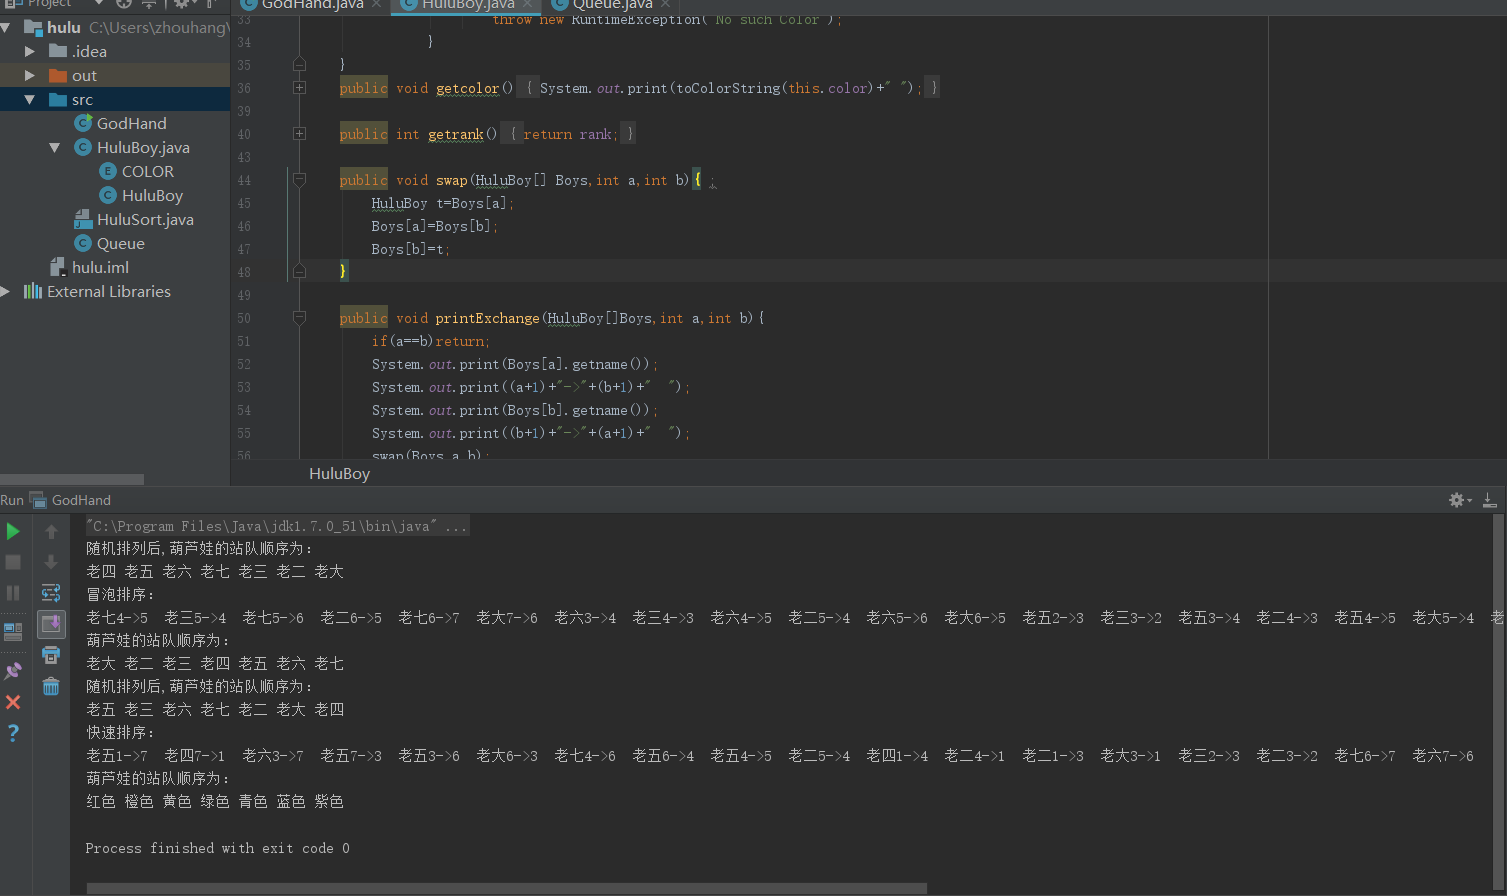 Project
GodHand.java
HuluBoy.java
Queue.java
hulu C:\Users\zhouhang\
.idea
out
src
GodHand
HuluBoy.java
COLOR
HuluBoy
HuluSort.java
Queue
hulu.iml
External Libraries
33 throw new RuntimeException( No such Color );
34 }
35 }
36 public void getcolor() { System.out.print(toColorString(this.color)+" "); }
39
40 public int getrank() { return rank; }
43
44 public void swap(HuluBoy[] Boys,int a,int b){ ;
45 HuluBoy t=Boys[a];
46 Boys[a]=Boys[b];
47 Boys[b]=t;
48 }
49
50 public void printExchange(HuluBoy[]Boys,int a,int b){
51 if(a==b)return;
52 System.out.print(Boys[a].getname());
53 System.out.print((a+1)+"->"+(b+1)+"  ");
54 System.out.print(Boys[b].getname());
55 System.out.print((b+1)+"->"+(a+1)+"  ");
56 swap(Boys,a,b);
HuluBoy
Run GodHand
"C:\Program Files\Java\jdk1.7.0_51\bin\java" ...
随机排列后,葫芦娃的站队顺序为:
老四 老五 老六 老七 老三 老二 老大
冒泡排序:
老七4->5  老三5->4  老七5->6  老二6->5  老七6->7  老大7->6  老六3->4  老三4->3  老六4->5  老二5->4  老六5->6  老大6->5  老五2->3  老三3->2  老五3->4  老二4->3  老五4->5  老大5->4  老
葫芦娃的站队顺序为:
老大 老二 老三 老四 老五 老六 老七
随机排列后,葫芦娃的站队顺序为:
老五 老三 老六 老七 老二 老大 老四
快速排序:
老五1->7  老四7->1  老六3->7  老五7->3  老五3->6  老大6->3  老七4->6  老五6->4  老五4->5  老二5->4  老四1->4  老二4->1  老二1->3  老大3->1  老三2->3  老二3->2  老七6->7  老六7->6
葫芦娃的站队顺序为:
红色 橙色 黄色 绿色 青色 蓝色 紫色
Process finished with exit code 0